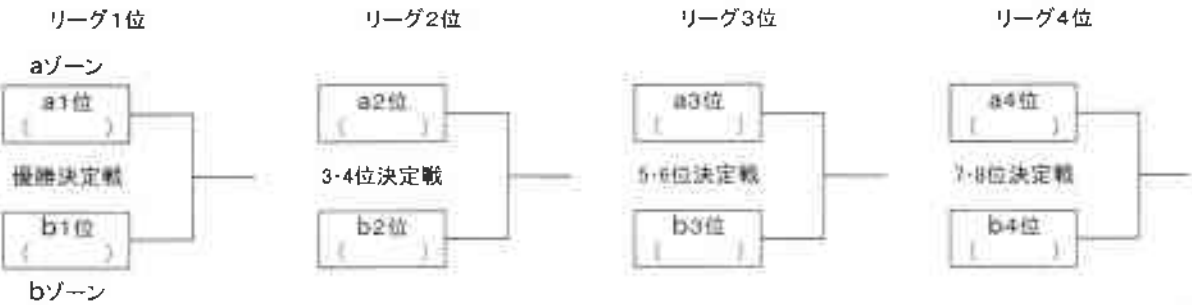 リーグ1位 リーグ2位 リーグ3位 リーグ4位
aゾーン
a1位 a2位 a3位 a4位
( ) ( ) ( ) ( )
優勝決定戦 3・4位決定戦 5・6位決定戦 7・8位決定戦
b1位 b2位 b3位 b4位
( ) ( ) ( ) ( )
bゾーン